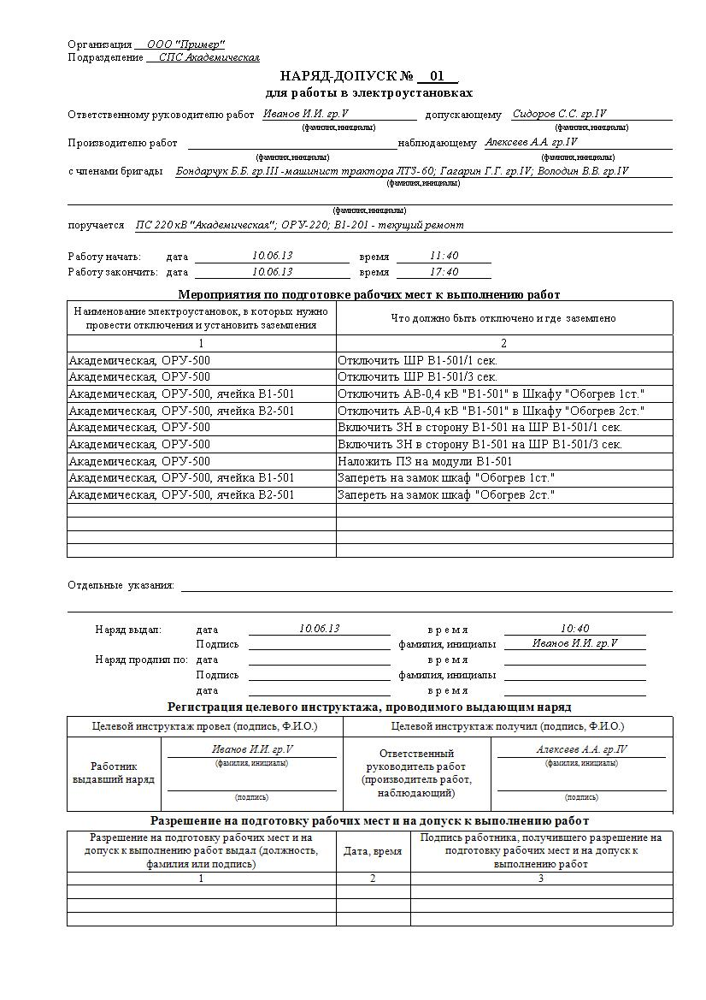 Организация ООО "Пример"
Подразделение СПС Академическая
НАРЯД-ДОПУСК № 01
для работы в электроустановках
Ответственному руководителю работ Иванов И.И. гр.V допускающему Сидоров С.С. гр.IV
(фамилия,инициалы) (фамилия,инициалы)
Производителю работ наблюдающему Алексеев А.А. гр.IV
(фамилия,инициалы) (фамилия,инициалы)
с членами бригады Бондарчук Б.Б. гр.III -машинист трактора ЛТЗ-60; Гагарин Г.Г. гр.IV; Володин В.В. гр.IV
(фамилия,инициалы)
(фамилия,инициалы)
поручается ПС 220 кВ "Академическая"; ОРУ-220; В1-201 - текущий ремонт
Работу начать: дата 10.06.13 время 11:40
Работу закончить: дата 10.06.13 время 17:40
Мероприятия по подготовке рабочих мест к выполнению работ
Наименование электроустановок, в которых нужно провести отключения и установить заземления
Что должно быть отключено и где заземлено
1 2
Академическая, ОРУ-500 Отключить ШР В1-501/1 сек.
Академическая, ОРУ-500 Отключить ШР В1-501/3 сек.
Академическая, ОРУ-500, ячейка В1-501 Отключить АВ-0,4 кВ "В1-501" в Шкафу "Обогрев 1ст."
Академическая, ОРУ-500, ячейка В2-501 Отключить АВ-0,4 кВ "В1-501" в Шкафу "Обогрев 2ст."
Академическая, ОРУ-500 Включить ЗН в сторону В1-501 на ШР В1-501/1 сек.
Академическая, ОРУ-500 Включить ЗН в сторону В1-501 на ШР В1-501/3 сек.
Академическая, ОРУ-500 Наложить ПЗ на модули В1-501
Академическая, ОРУ-500, ячейка В1-501 Запереть на замок шкаф "Обогрев 1ст."
Академическая, ОРУ-500, ячейка В2-501 Запереть на замок шкаф "Обогрев 2ст."
Отдельные указания:
Наряд выдал: дата 10.06.13 время 10:40
Подпись фамилия, инициалы Иванов И.И. гр.V
Наряд продлил по: дата время
Подпись фамилия, инициалы
дата время
Регистрация целевого инструктажа, проводимого выдающим наряд
Целевой инструктаж провел (подпись, Ф.И.О.) Целевой инструктаж получил (подпись, Ф.И.О.)
Работник
выдавший наряд
Иванов И.И. гр.V
(фамилия, инициалы)
(подпись)
Ответственный
руководитель работ
(производитель работ,
наблюдающий)
Алексеев А.А. гр.IV
(фамилия, инициалы)
(подпись)
Разрешение на подготовку рабочих мест и на допуск к выполнению работ
Разрешение на подготовку рабочих мест и на
допуск к выполнению работ выдал (должность,
фамилия или подпись)
Дата, время
Подпись работника, получившего разрешение на
подготовку рабочих мест и на допуск к
выполнению работ
1 2 3